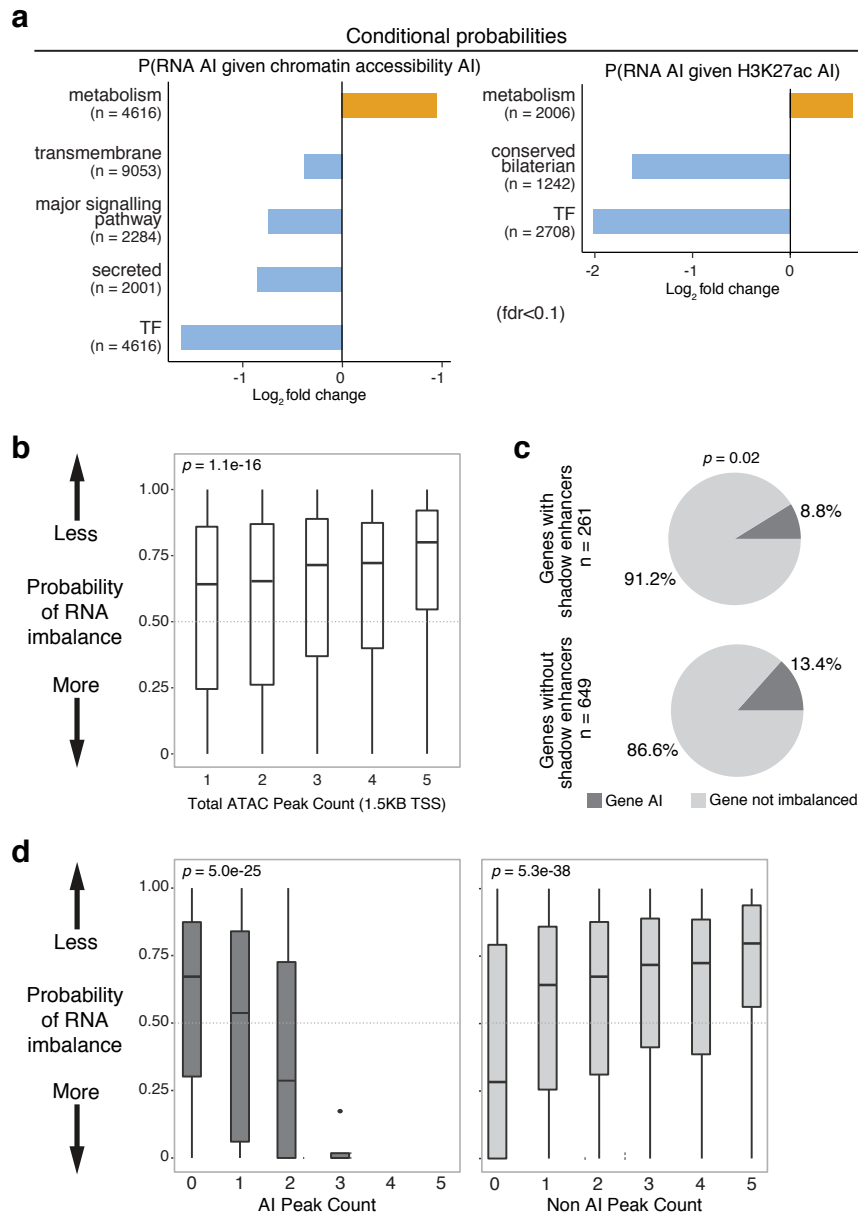 a
Conditional probabilities
P(RNA AI given chromatin accessibility AI)
metabolism
(n = 4616)
transmembrane
(n = 9053)
major signalling
pathway
(n = 2284)
secreted
(n = 2001)
TF
(n = 4616)
-1 0 -1
Log2 fold change
P(RNA AI given H3K27ac AI)
metabolism
(n = 2006)
conserved
bilaterian
(n = 1242)
TF
(n = 2708)
-2 -1 0
Log2 fold change
(fdr<0.1)
b
Less
Probability
of RNA
imbalance
More
p = 1.1e-16
1.00
0.75
0.50
0.25
0
1 2 3 4 5
Total ATAC Peak Count (1.5KB TSS)
c
p = 0.02
Genes with
shadow enhancers
n = 261
8.8%
91.2%
Genes without
shadow enhancers
n = 649
13.4%
86.6%
Gene AI Gene not imbalanced
d
Less
Probability
of RNA
imbalance
More
p = 5.0e-25
1.00
0.75
0.50
0.25
0
0 1 2 3 4 5
AI Peak Count
p = 5.3e-38
0 1 2 3 4 5
Non AI Peak Count